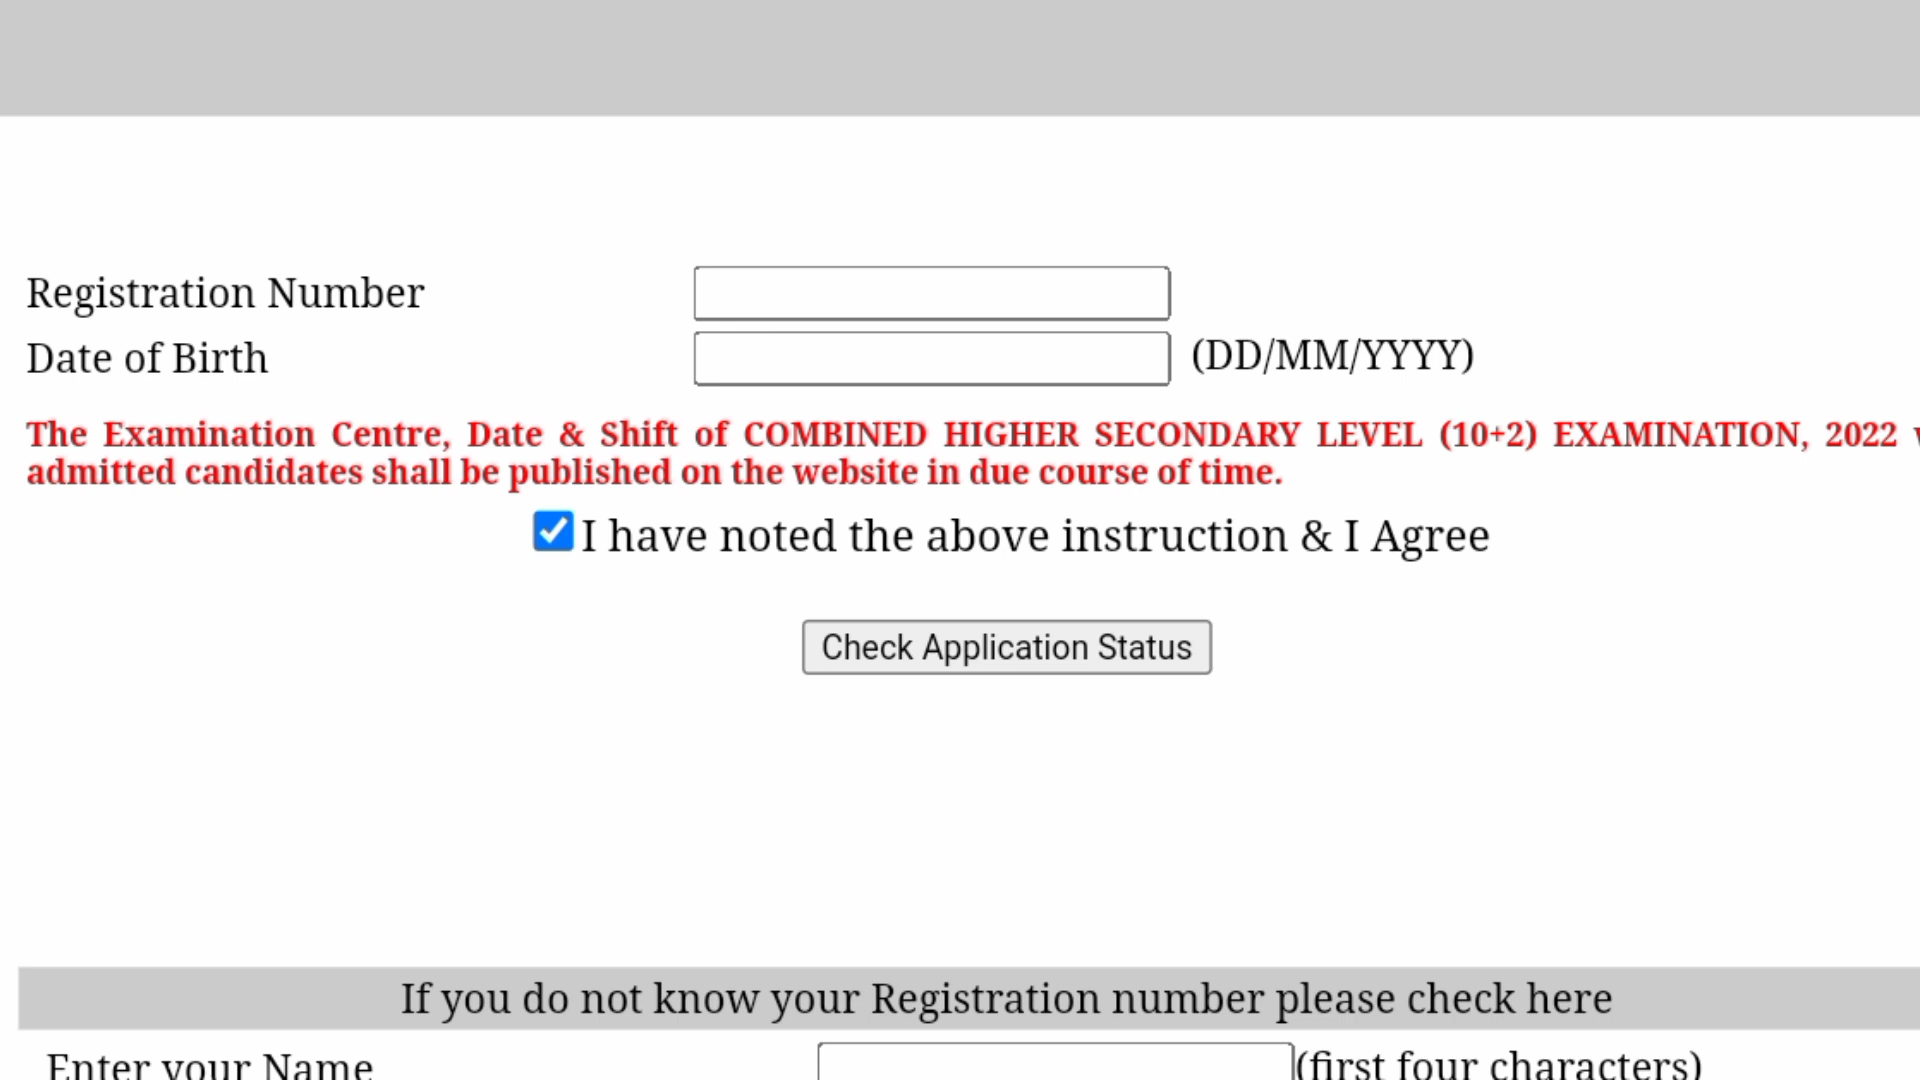 Registration Number
Date of Birth (DD/MM/YYYY)
The Examination Centre, Date & Shift of COMBINED HIGHER SECONDARY LEVEL (10+2) EXAMINATION, 2022
admitted candidates shall be published on the website in due course of time.
I have noted the above instruction & I Agree
Check Application Status
If you do not know your Registration number please check here
Enter your Name (first four characters)